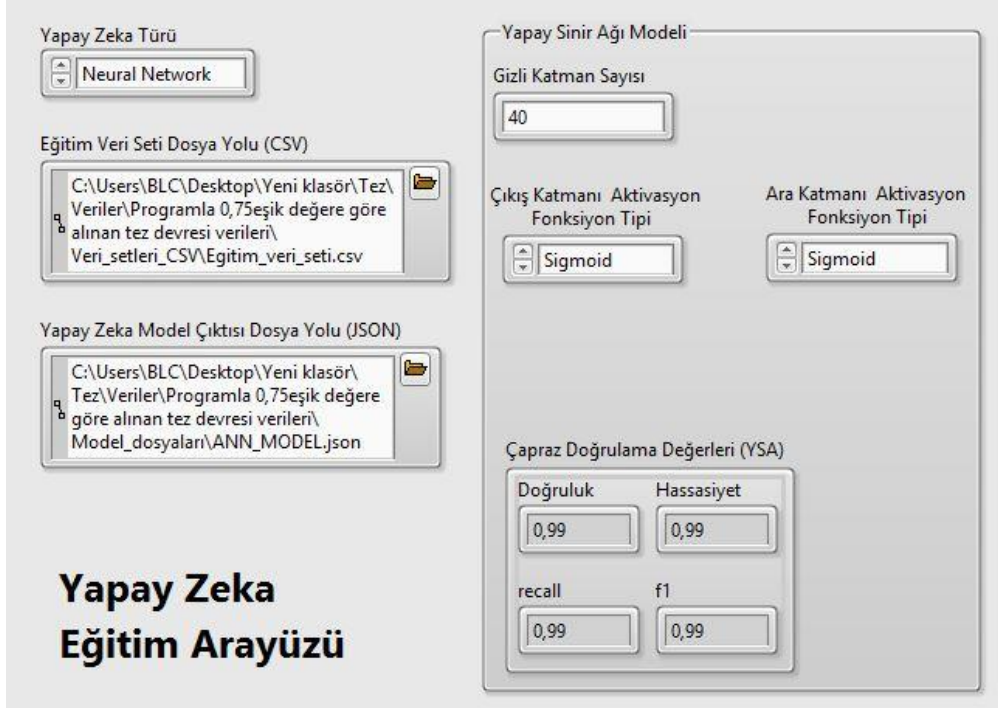 Yapay Zeka Türü
Neural Network
Eğitim Veri Seti Dosya Yolu (CSV)
C:\Users\BLC\Desktop\Yeni klasör\Tez\
Veriler\Programla 0,75eşik değere göre
alınan tez devresi verileri\
Veri_setleri_CSV\Egitim_veri_seti.csv
Yapay Zeka Model Çıktısı Dosya Yolu (JSON)
C:\Users\BLC\Desktop\Yeni klasör\
Tez\Veriler\Programla 0,75eşik değere
göre alınan tez devresi verileri\
Model_dosyaları\ANN_MODEL.json
Yapay Zeka
Eğitim Arayüzü
Yapay Sinir Ağı Modeli
Gizli Katman Sayısı
40
Çıkış Katmanı Aktivasyon
Fonksiyon Tipi
Sigmoid
Ara Katmanı Aktivasyon
Fonksiyon Tipi
Sigmoid
Çapraz Doğrulama Değerleri (YSA)
Doğruluk Hassasiyet
0,99 0,99
recall f1
0,99 0,99